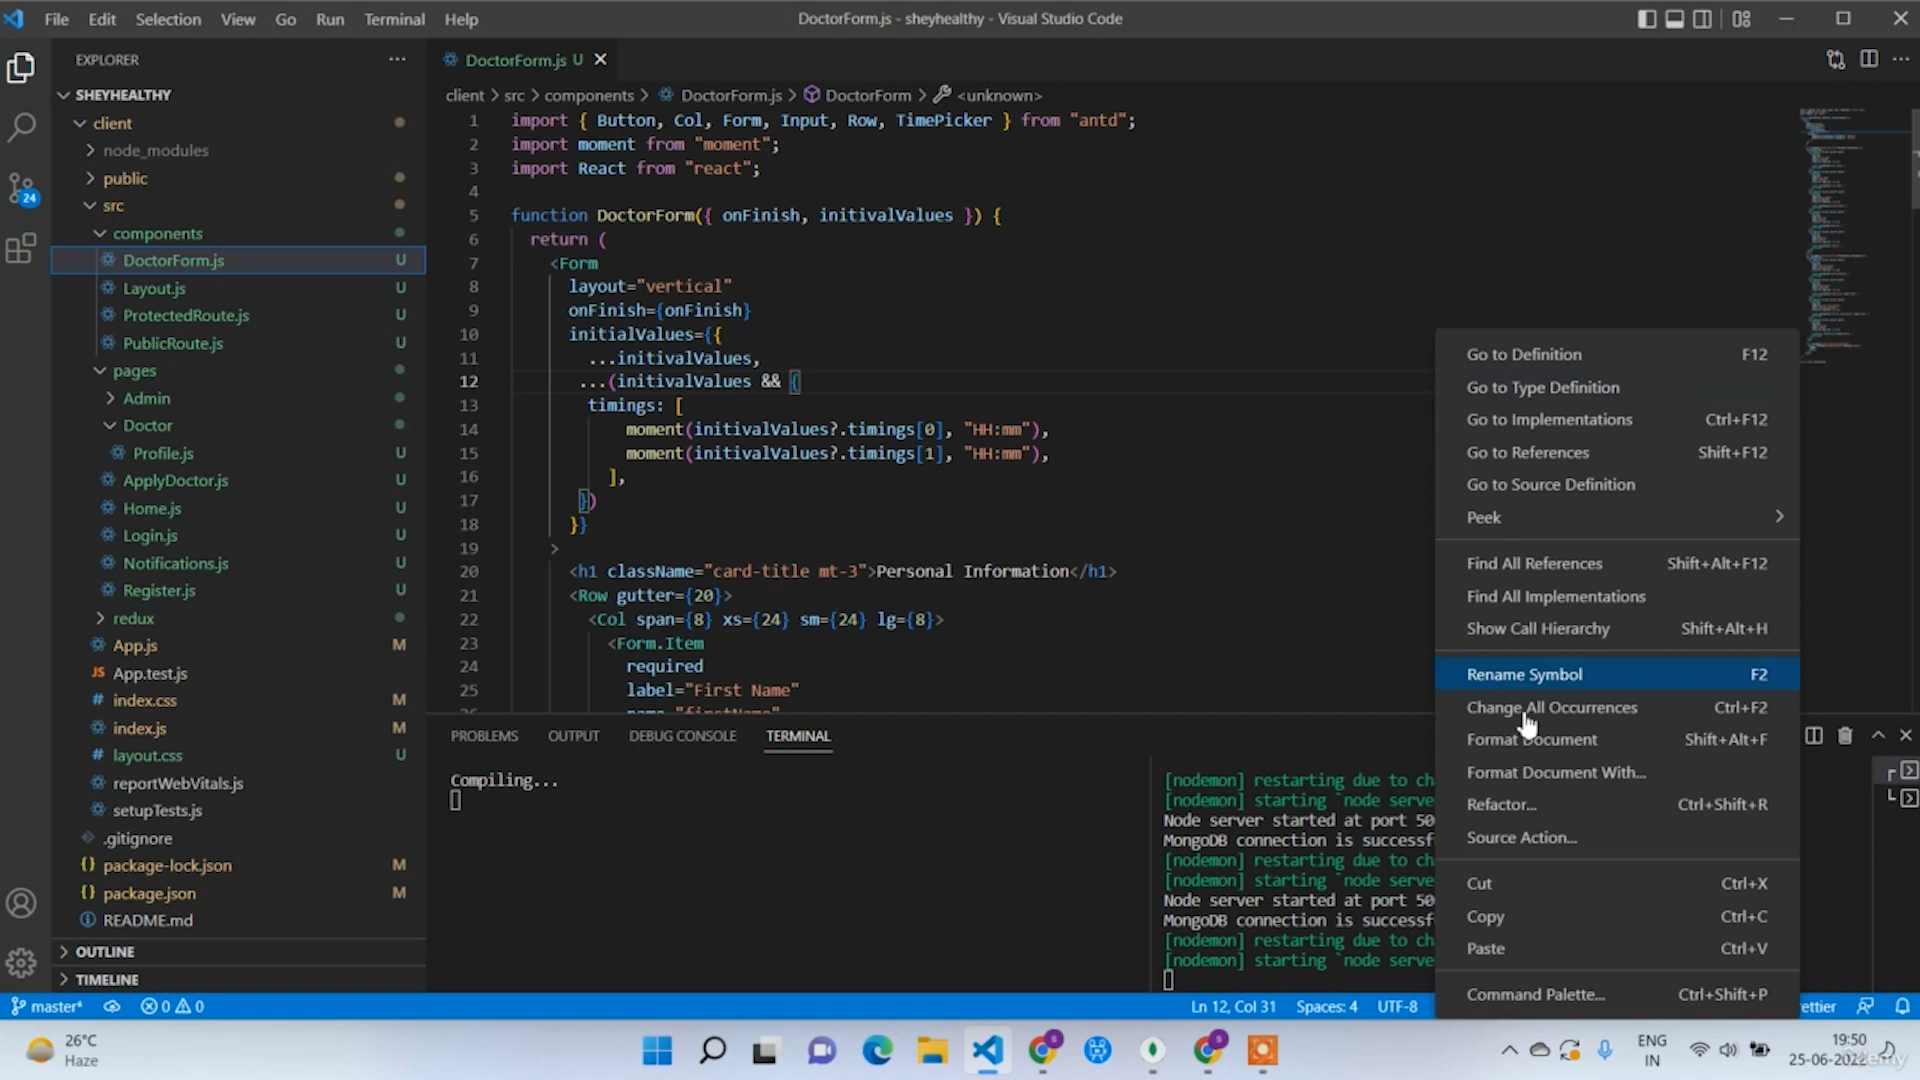 File Edit Selection View Go Run Terminal Help
DoctorForm.js - sheyhealthy - Visual Studio Code
EXPLORER
SHEYHEALTHY
client
node_modules
public
src
components
DoctorForm.js U
Layout.js U
ProtectedRoute.js U
PublicRoute.js U
pages
Admin
Doctor
Profile.js U
ApplyDoctor.js U
Home.js U
Login.js U
Notifications.js U
Register.js U
redux
App.js M
JS App.test.js
# index.css M
index.js M
# layout.css U
reportWebVitals.js
setupTests.js
.gitignore
{} package-lock.json M
{} package.json M
README.md
OUTLINE
TIMELINE
24
DoctorForm.js U
client > src > components > DoctorForm.js > DoctorForm > <unknown>
1 import { Button, Col, Form, Input, Row, TimePicker } from "antd";
2 import moment from "moment";
3 import React from "react";
4
5 function DoctorForm({ onFinish, initivalValues }) {
6 return (
7 <Form
8 layout="vertical"
9 onFinish={onFinish}
10 initialValues={{
11 ...initivalValues,
12 ...(initivalValues && {
13 timings: [
14 moment(initivalValues?.timings[0], "HH:mm"),
15 moment(initivalValues?.timings[1], "HH:mm"),
16 ],
17 })
18 }}
19 >
20 <h1 className="card-title mt-3">Personal Information</h1>
21 <Row gutter={20}>
22 <Col span={8} xs={24} sm={24} lg={8}>
23 <Form.Item
24 required
25 label="First Name"
name="firstName"
Go to Definition F12
Go to Type Definition
Go to Implementations Ctrl+F12
Go to References Shift+F12
Go to Source Definition
Peek
Find All References Shift+Alt+F12
Find All Implementations
Show Call Hierarchy Shift+Alt+H
Rename Symbol F2
Change All Occurrences Ctrl+F2
Format Document Shift+Alt+F
Format Document With...
Refactor... Ctrl+Shift+R
Source Action...
Cut Ctrl+X
Copy Ctrl+C
Paste Ctrl+V
Command Palette... Ctrl+Shift+P
PROBLEMS OUTPUT DEBUG CONSOLE TERMINAL
Compiling...
[nodemon] restarting due to ch
[nodemon] starting `node serve
Node server started at port 50
MongoDB connection is successf
[nodemon] restarting due to ch
[nodemon] starting `node serve
Node server started at port 50
MongoDB connection is successf
[nodemon] restarting due to ch
[nodemon] starting `node serve
master* 0 0
Ln 12, Col 31 Spaces: 4 UTF-8
ettier
26°C
Haze
ENG
IN
19:50
25-06-2022